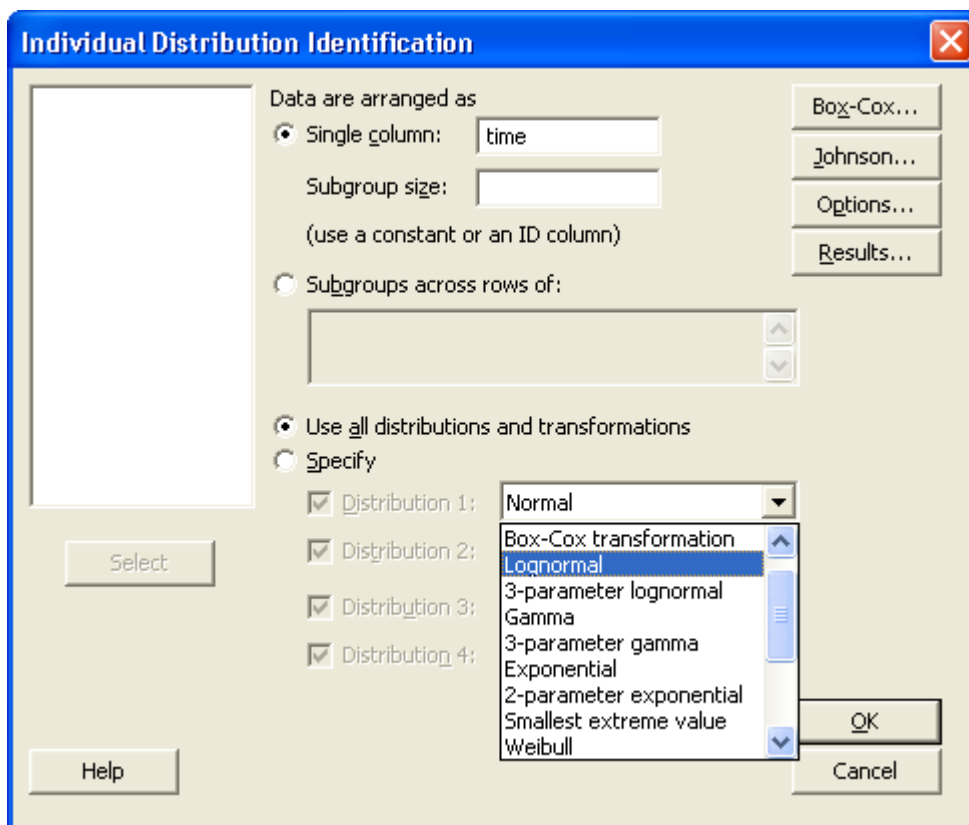 Individual Distribution Identification
Data are arranged as
Single column: time
Subgroup size:
(use a constant or an ID column)
Subgroups across rows of:
Use all distributions and transformations
Specify
Distribution 1: Normal
Distribution 2:
Distribution 3:
Distribution 4:
Box-Cox transformation
Lognormal
3-parameter lognormal
Gamma
3-parameter gamma
Exponential
2-parameter exponential
Smallest extreme value
Weibull
Box-Cox...
Johnson...
Options...
Results...
Select
Help
OK
Cancel